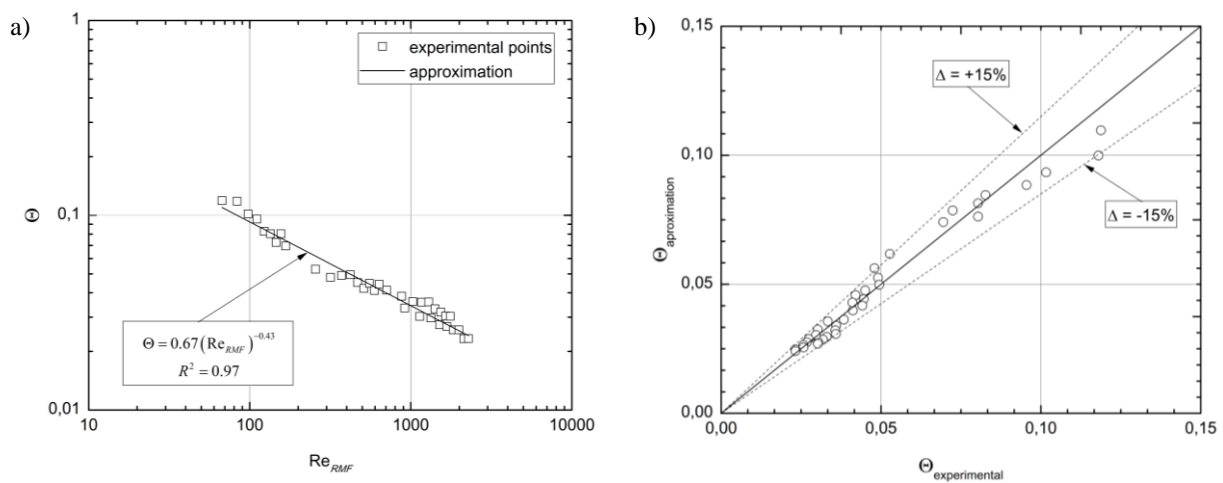 a)
1
0,1
0,01
Θ
10
100
1000
10000
Re_RMF
experimental points
approximation
Θ = 0.67(Re_RMF)^−0.43
R² = 0.97
b)
0,15
0,10
0,05
0,00
Θ_aproximation
0,00
0,05
0,10
0,15
Θ_experimental
Δ = +15%
Δ = -15%